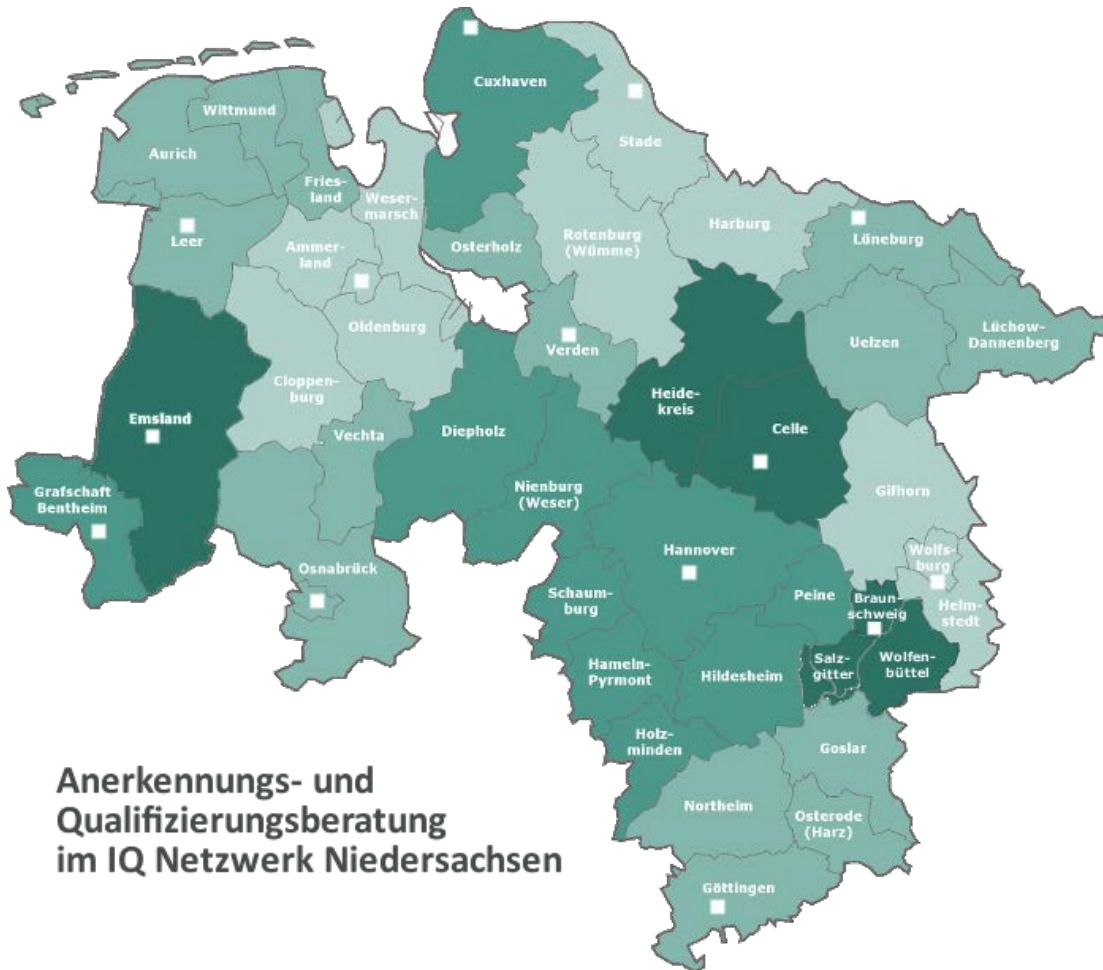 Cuxhaven
Wittmund
Stade
Aurich
Fries-
land
Weser-
marsch
Harburg
Leer
Ammer-
land
Osterholz
Rotenburg
(Wümme)
Lüneburg
Oldenburg
Verden
Uelzen
Lüchow-
Dannenberg
Cloppen-
burg
Heide-
kreis
Emsland
Vechta
Diepholz
Celle
Grafschaft
Bentheim
Nienburg
(Weser)
Gifhorn
Hannover
Wolfs-
burg
Osnabrück
Schaum-
burg
Peine
Braun-
schweig
Helm-
stedt
Hameln-
Pyrmont
Hildesheim
Salz-
gitter
Wolfen-
büttel
Holz-
minden
Goslar
Northeim
Osterode
(Harz)
Göttingen
Anerkennungs- und
Qualifizierungsberatung
im IQ Netzwerk Niedersachsen